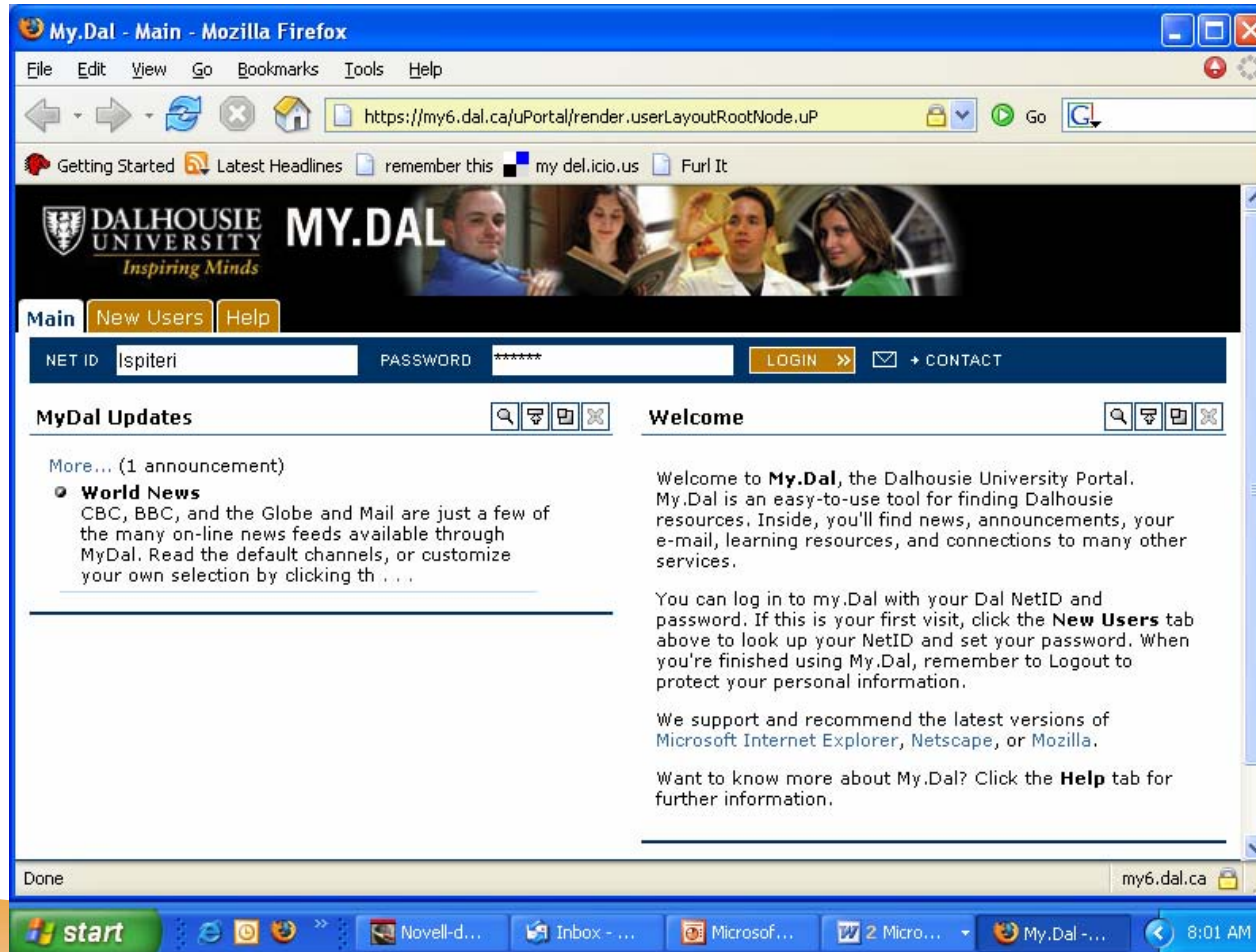 My.Dal - Main - Mozilla Firefox
File Edit View Go Bookmarks Tools Help
https://my6.dal.ca/uPortal/render.userLayoutRootNode.uP Go G
Getting Started Latest Headlines remember this my del.icio.us Furl It
DALHOUSIE
UNIVERSITY
Inspiring Minds
MY.DAL
Main New Users Help
NET ID lspiteri PASSWORD ****** LOGIN >> → CONTACT
MyDal Updates
More... (1 announcement)
World News
CBC, BBC, and the Globe and Mail are just a few of
the many on-line news feeds available through
MyDal. Read the default channels, or customize
your own selection by clicking th . . .
Welcome
Welcome to My.Dal, the Dalhousie University Portal.
My.Dal is an easy-to-use tool for finding Dalhousie
resources. Inside, you'll find news, announcements, your
e-mail, learning resources, and connections to many other
services.
You can log in to my.Dal with your Dal NetID and
password. If this is your first visit, click the New Users tab
above to look up your NetID and set your password. When
you're finished using My.Dal, remember to Logout to
protect your personal information.
We support and recommend the latest versions of
Microsoft Internet Explorer, Netscape, or Mozilla.
Want to know more about My.Dal? Click the Help tab for
further information.
Done my6.dal.ca
start Novell-d... Inbox - ... Microsof... 2 Micro... My.Dal -... 8:01 AM